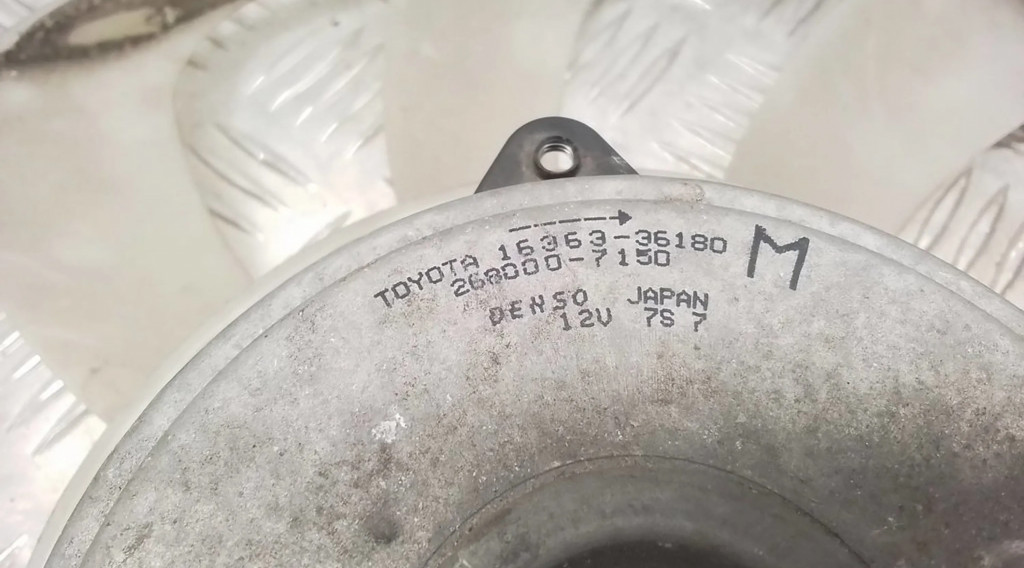 TOYOTA 16363-36180
268000-7150
DENSO JAPAN
12V 7S 7
M